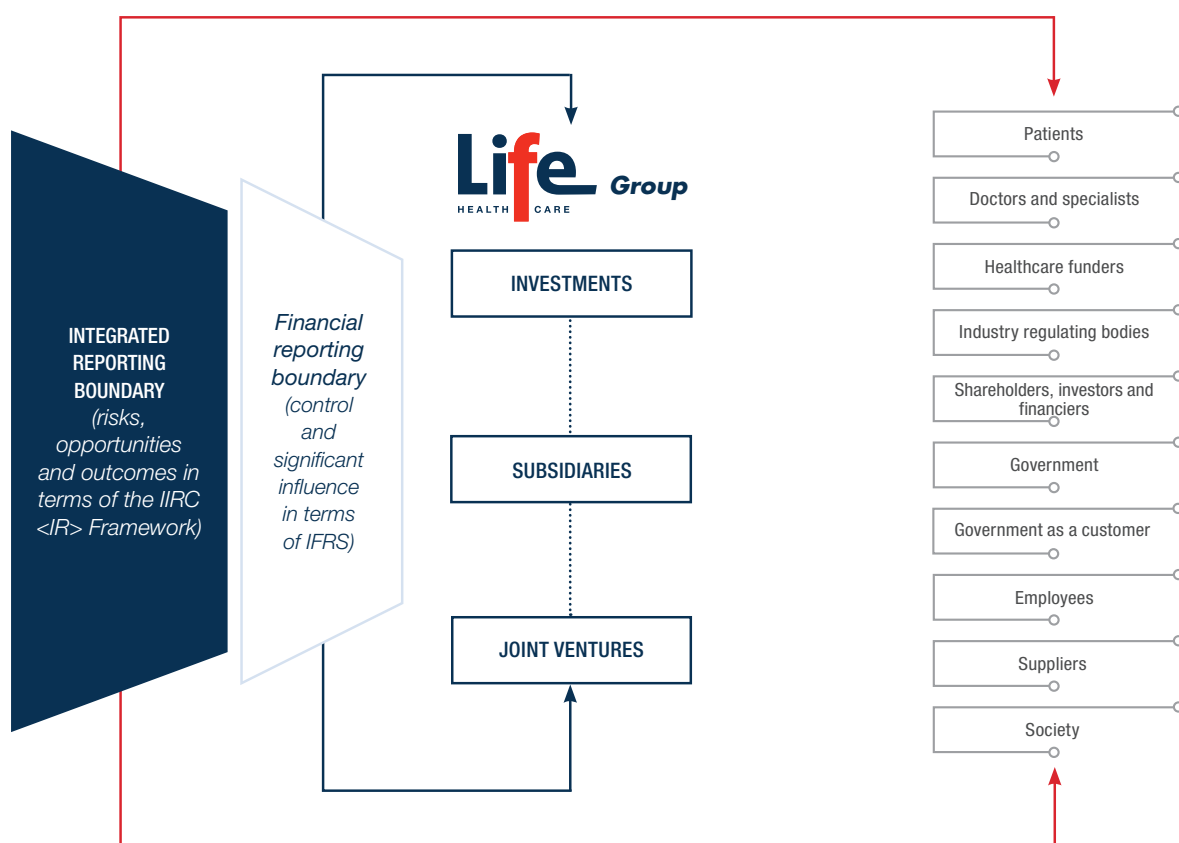 INTEGRATED
REPORTING
BOUNDARY
(risks,
opportunities
and outcomes in
terms of the IIRC
<IR> Framework)
Financial
reporting
boundary
(control
and
significant
influence
in terms
of IFRS)
Life Group
HEALTH CARE
INVESTMENTS
SUBSIDIARIES
JOINT VENTURES
Patients
Doctors and specialists
Healthcare funders
Industry regulating bodies
Shareholders, investors and
financiers
Government
Government as a customer
Employees
Suppliers
Society